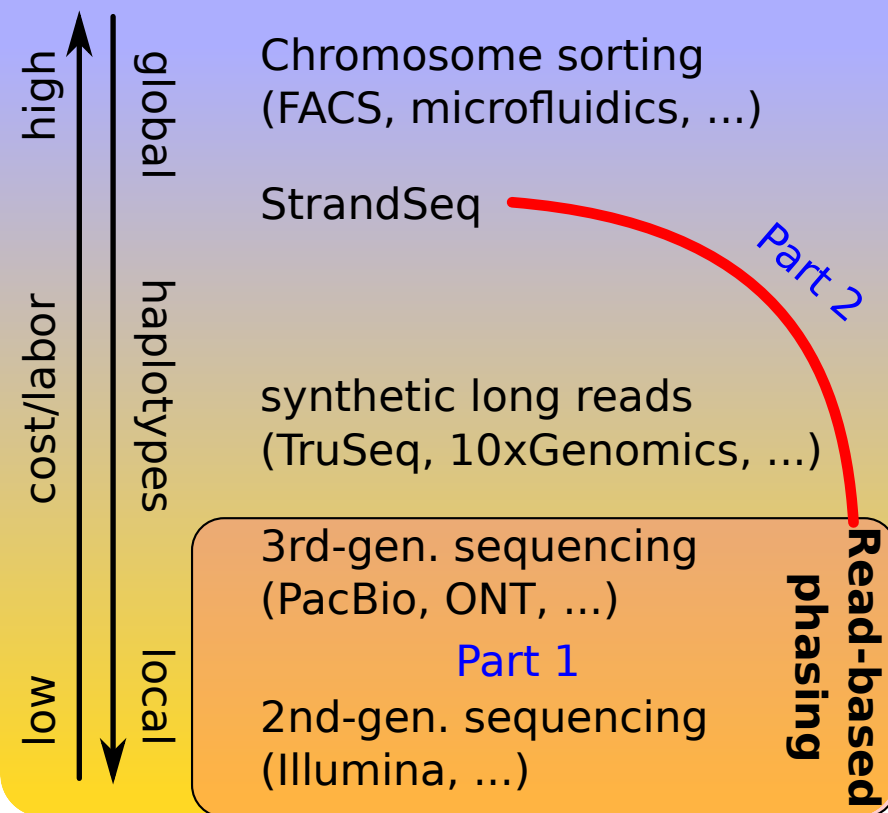 high
cost/labor
low
global
haplotypes
local
Chromosome sorting
(FACS, microfluidics, ...)
StrandSeq
Part 2
synthetic long reads
(TruSeq, 10xGenomics, ...)
3rd-gen. sequencing
(PacBio, ONT, ...)
Part 1
2nd-gen. sequencing
(Illumina, ...)
Read-based
phasing